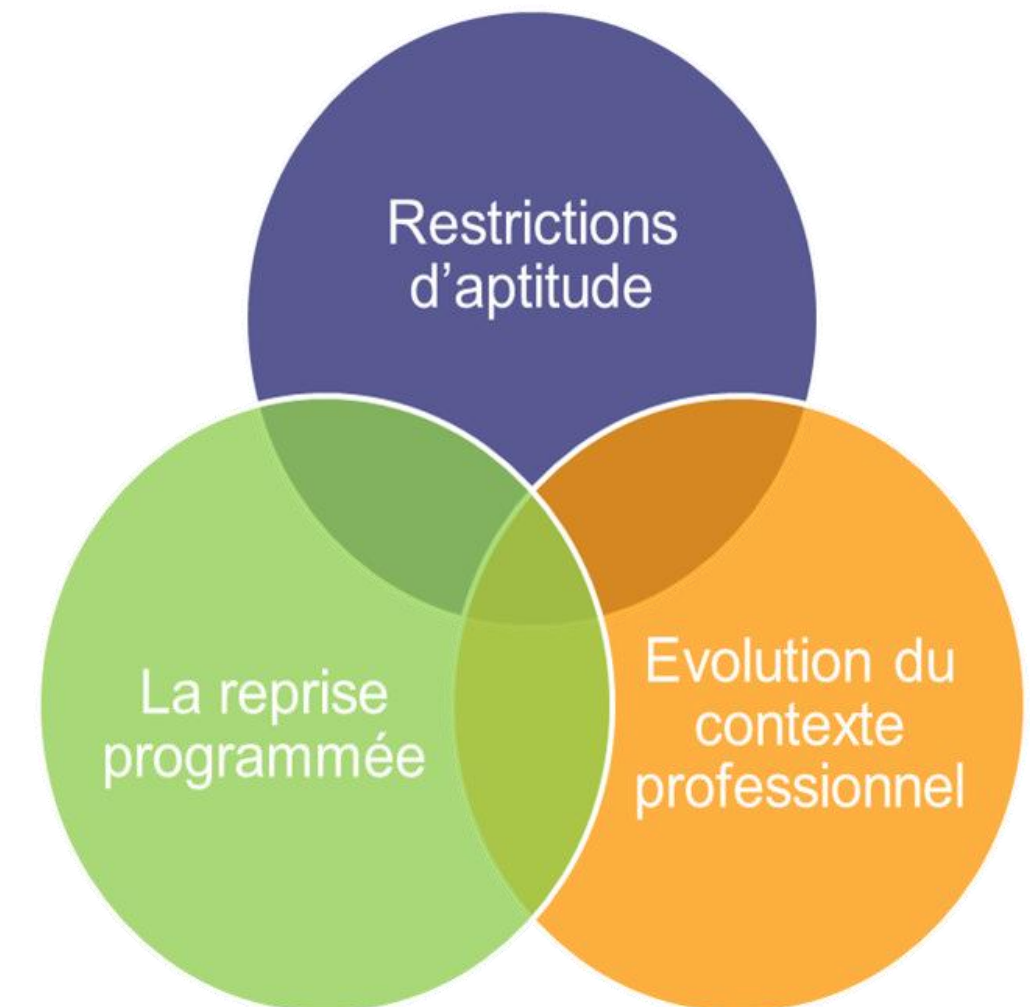 Restrictions
d’aptitude
La reprise
programmée
Evolution du
contexte
professionnel